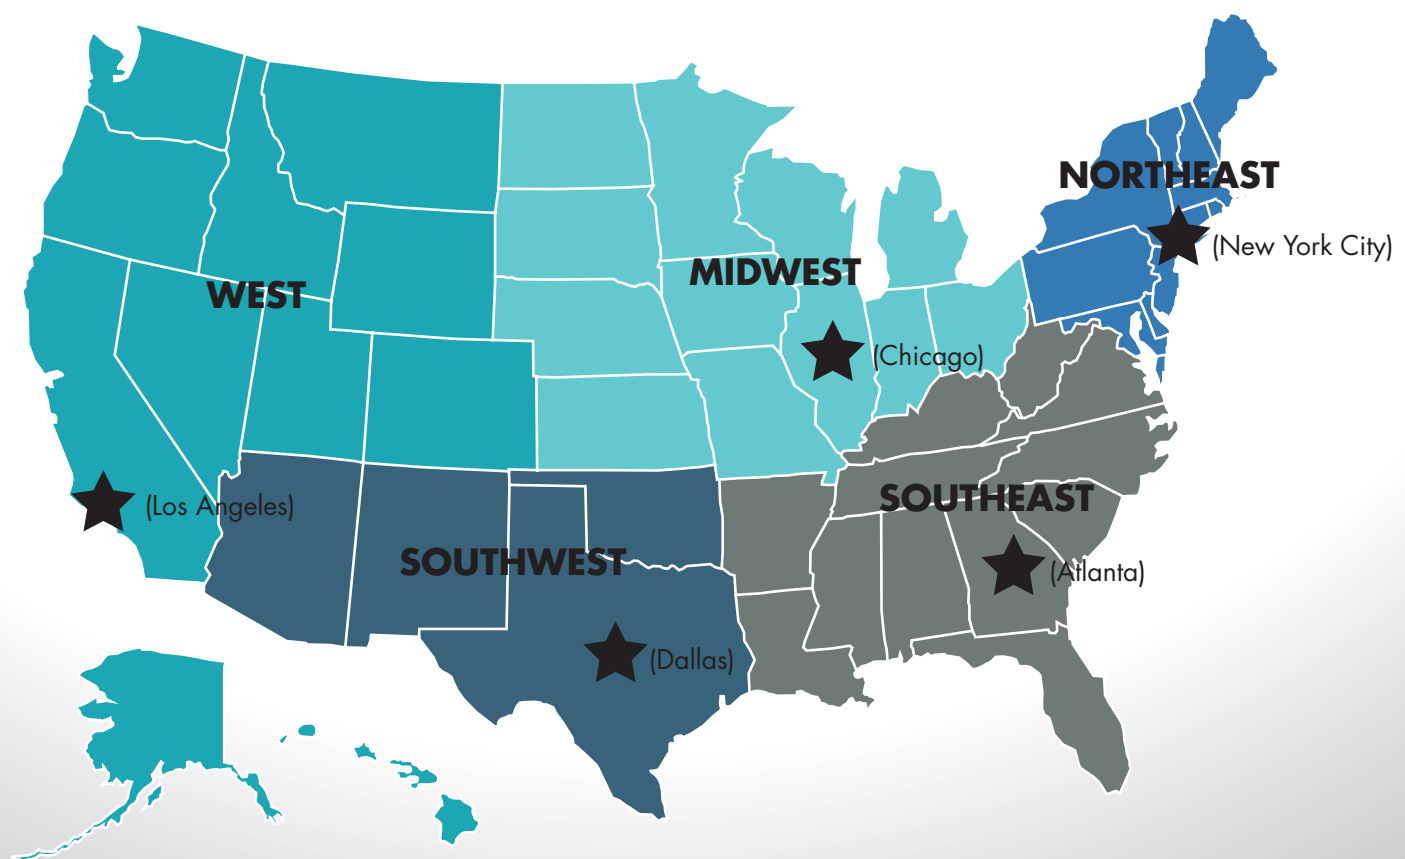 NORTHEAST
(New York City)
MIDWEST
WEST
(Chicago)
SOUTHEAST
(Los Angeles)
SOUTHWEST
(Atlanta)
(Dallas)